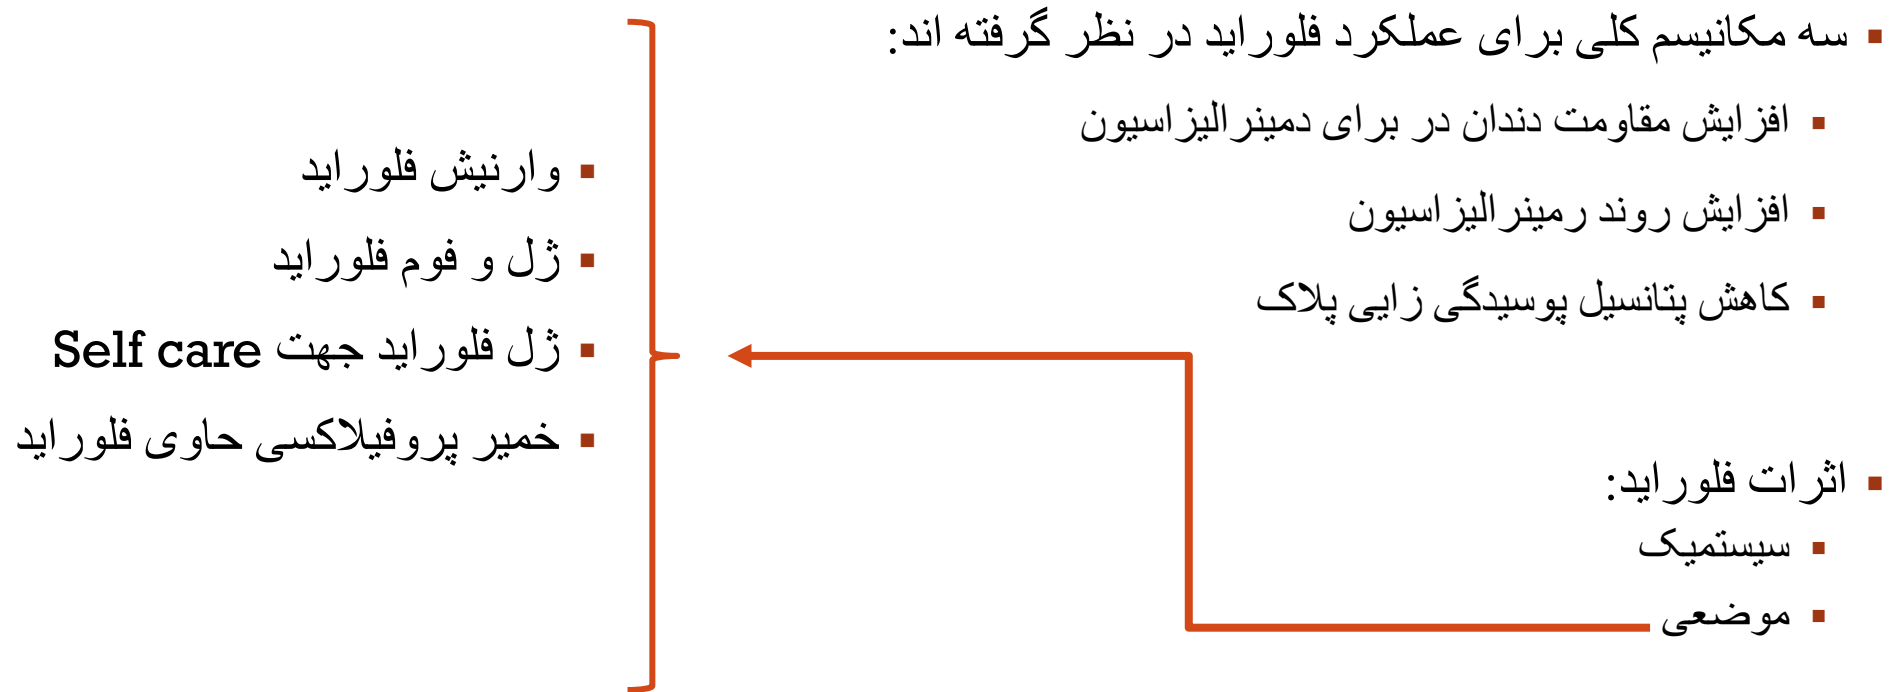 سه مکانیسم کلی برای عملکرد فلوراید در نظر گرفته اند:
افزایش مقاومت دندان در برای دمینرالیزاسیون
افزایش روند رمینرالیزاسیون
کاهش پتانسیل پوسیدگی زایی پلاک
اثرات فلوراید:
سیستمیک
موضعی
وارنیش فلوراید
ژل و فوم فلوراید
ژل فلوراید جهت Self care
خمیر پروفیلاکسی حاوی فلوراید